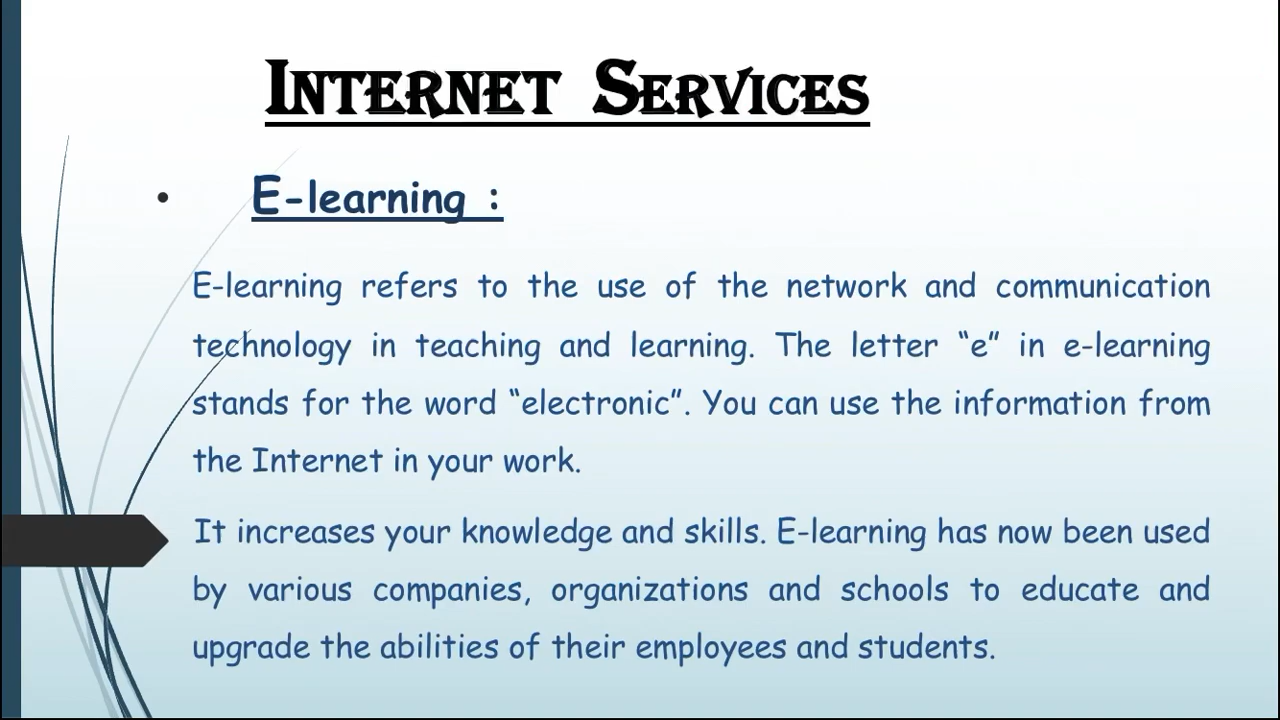 INTERNET SERVICES
• E-learning :
E-learning refers to the use of the network and communication
technology in teaching and learning. The letter “e” in e-learning
stands for the word “electronic”. You can use the information from
the Internet in your work.
It increases your knowledge and skills. E-learning has now been used
by various companies, organizations and schools to educate and
upgrade the abilities of their employees and students.